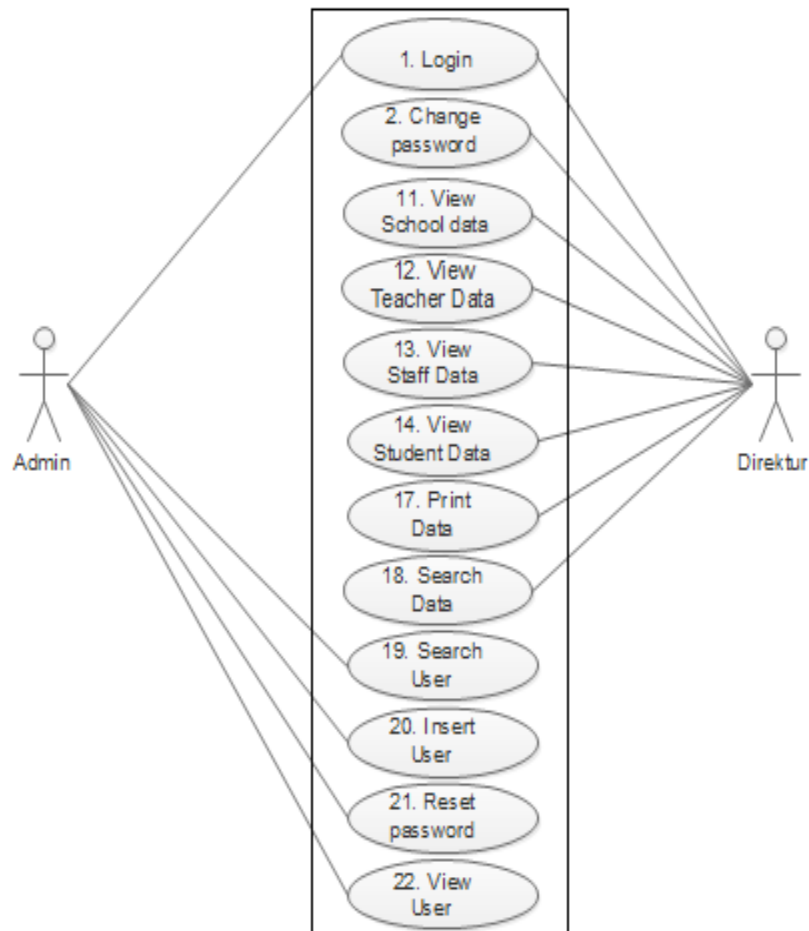 1. Login
2. Change
password
11. View
School data
12. View
Teacher Data
13. View
Staff Data
14. View
Student Data
17. Print
Data
18. Search
Data
19. Search
User
20. Insert
User
21. Reset
password
22. View
User
Admin
Direktur